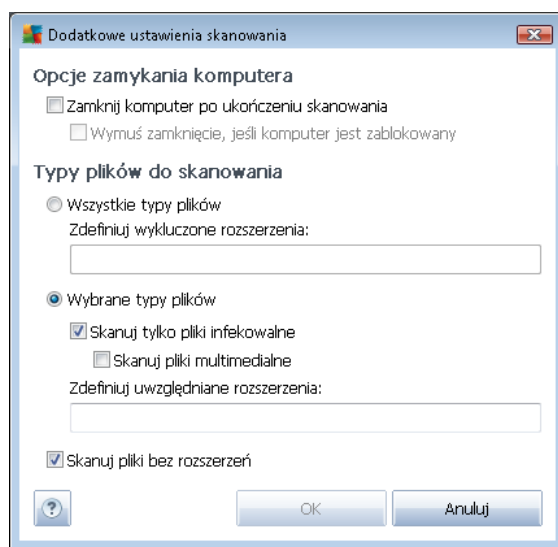 Dodatkowe ustawienia skanowania
Opcje zamykania komputera
Zamknij komputer po ukończeniu skanowania
Wymuś zamknięcie, jeśli komputer jest zablokowany
Typy plików do skanowania
Wszystkie typy plików
Zdefiniuj wykluczone rozszerzenia:
Wybrane typy plików
Skanuj tylko pliki infekowalne
Skanuj pliki multimedialne
Zdefiniuj uwzględniane rozszerzenia:
Skanuj pliki bez rozszerzeń
? OK Anuluj